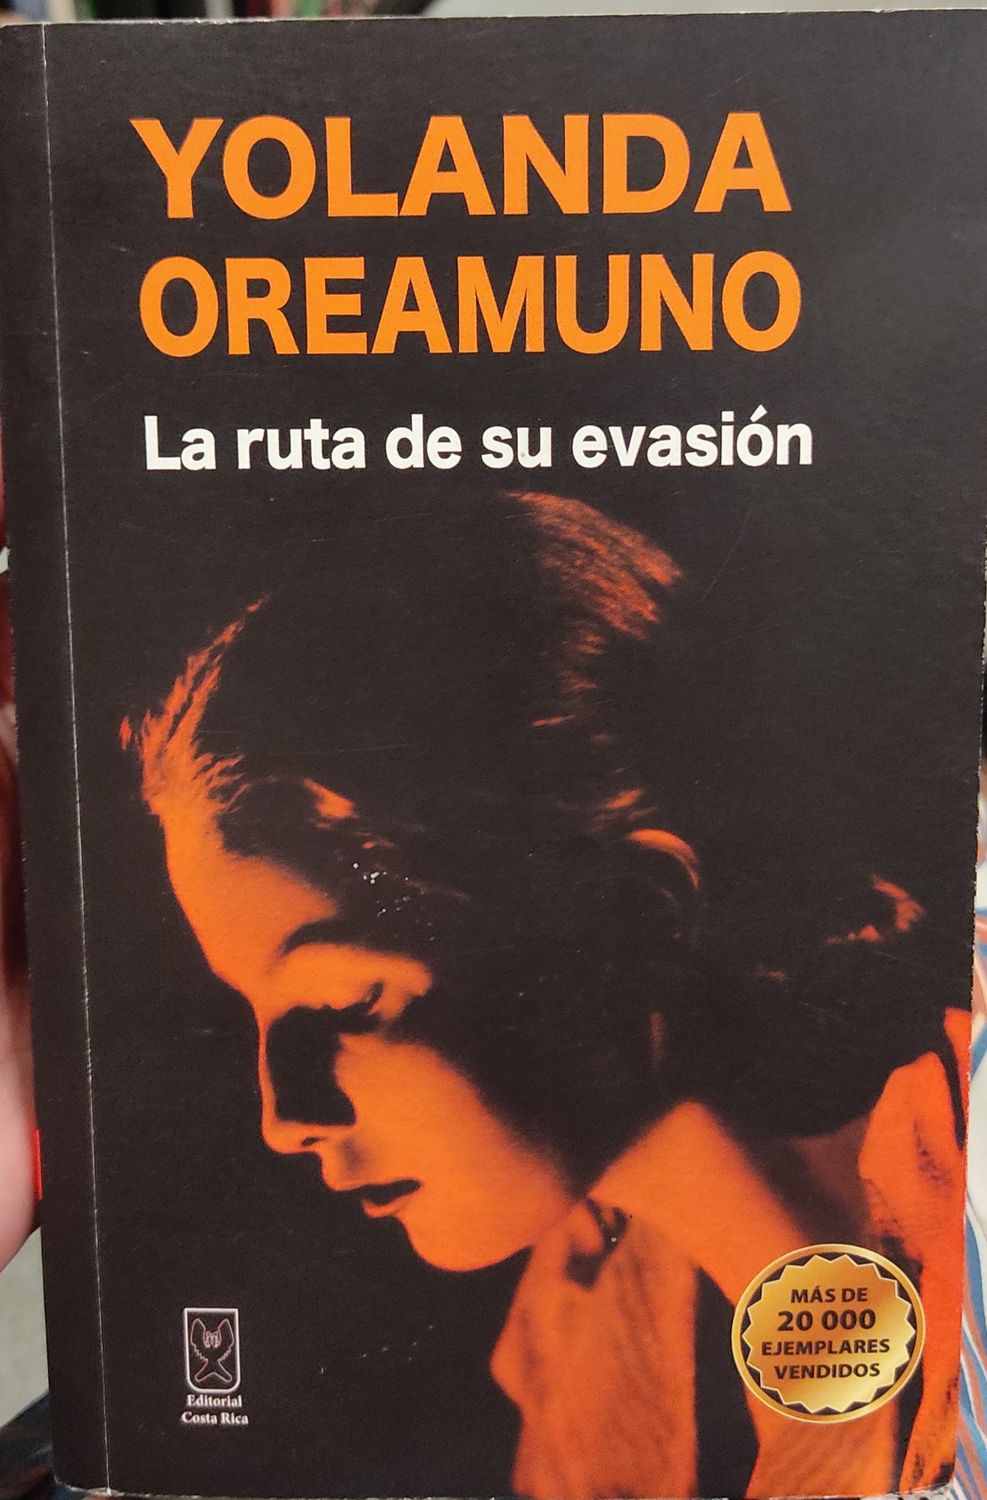 YOLANDA
OREAMUNO
La ruta de su evasión
MÁS DE
20 000
EJEMPLARES
VENDIDOS
Editorial
Costa Rica